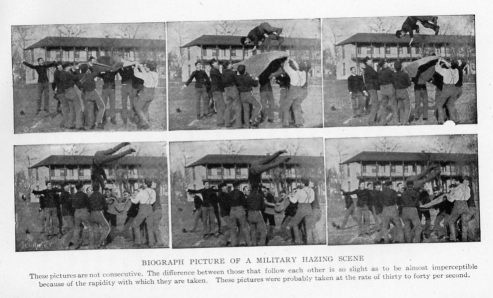 BIOGRAPH PICTURE OF A MILITARY HAZING SCENE
These pictures are not consecutive. The difference between those that follow each other is so slight as to be almost imperceptible
because of the rapidity with which they are taken. These pictures were probably taken at the rate of thirty to forty per second.